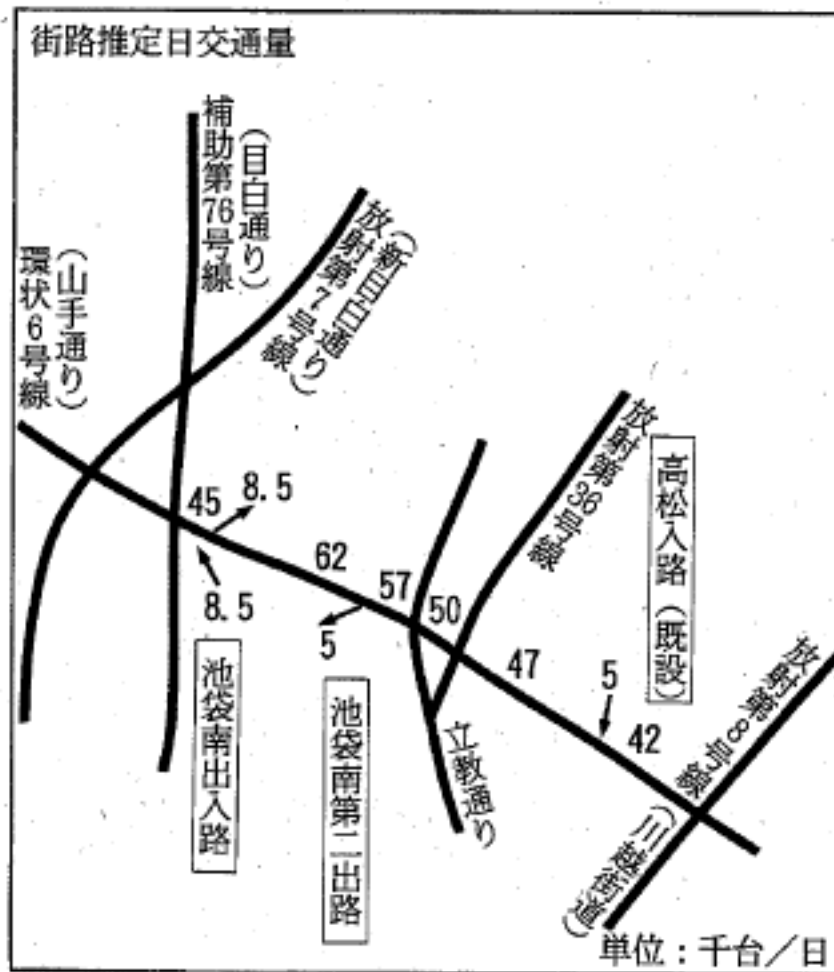 街路推定日交通量
補助第76号線
(目白通り)
放射第7号線
(新目白通り)
環状6号線
(山手通り)
放射第36号線
高松入路(既設)
放射第8号線
(川越街道)
45
8.5
8.5
62
57
50
5
47
5
42
池袋南出入路
池袋南第二出路
立教通り
単位:千台/日